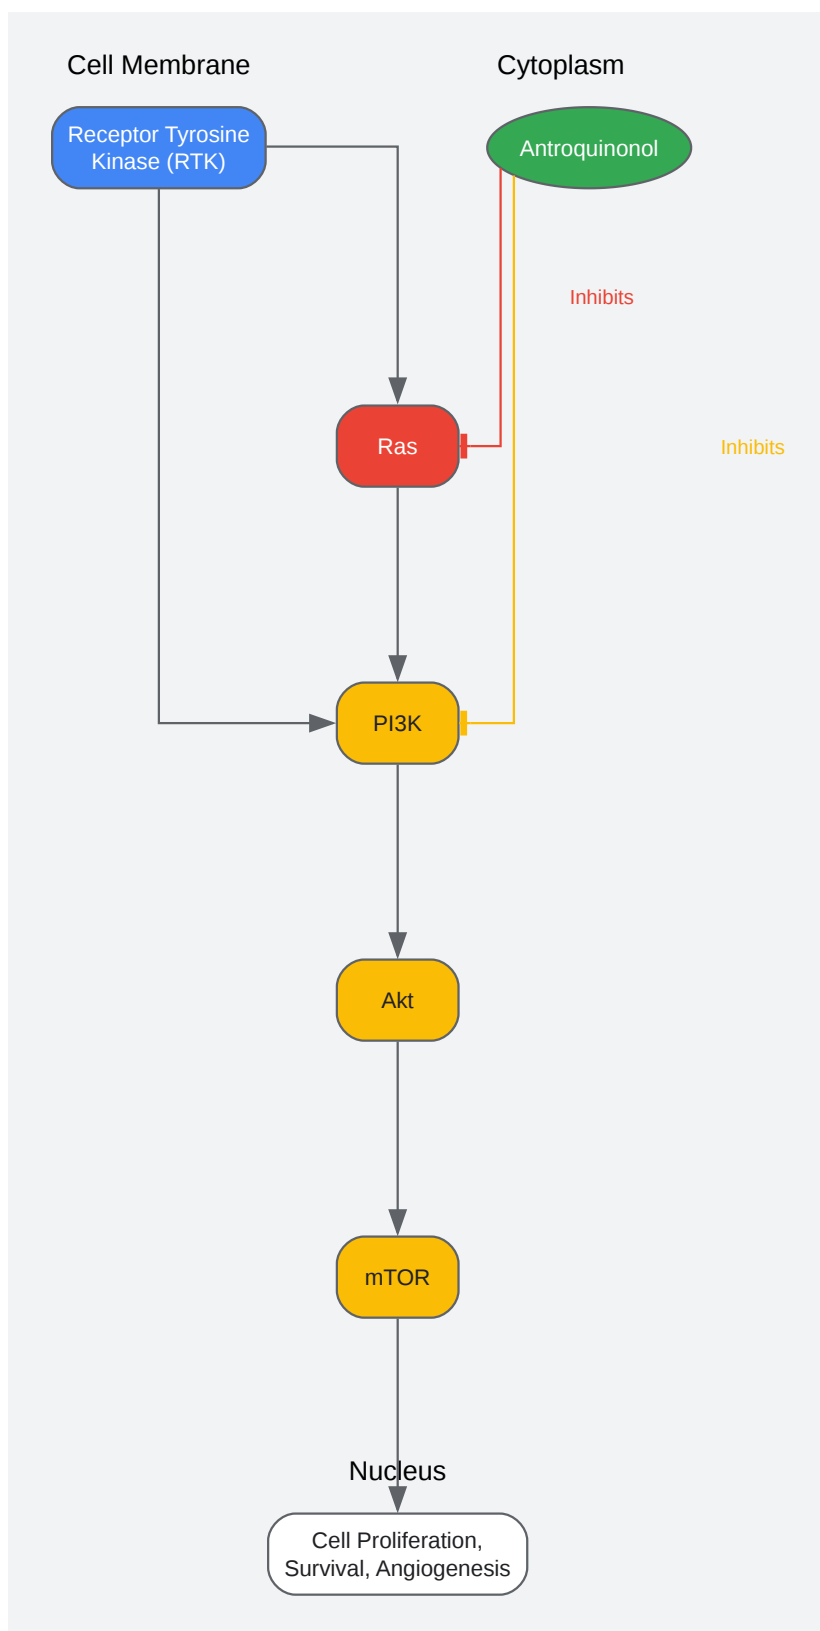 Cell Membrane
Cytoplasm
Receptor Tyrosine
Kinase (RTK)
Antroquinonol
Inhibits
Ras
Inhibits
PI3K
Akt
mTOR
Nucleus
Cell Proliferation,
Survival, Angiogenesis